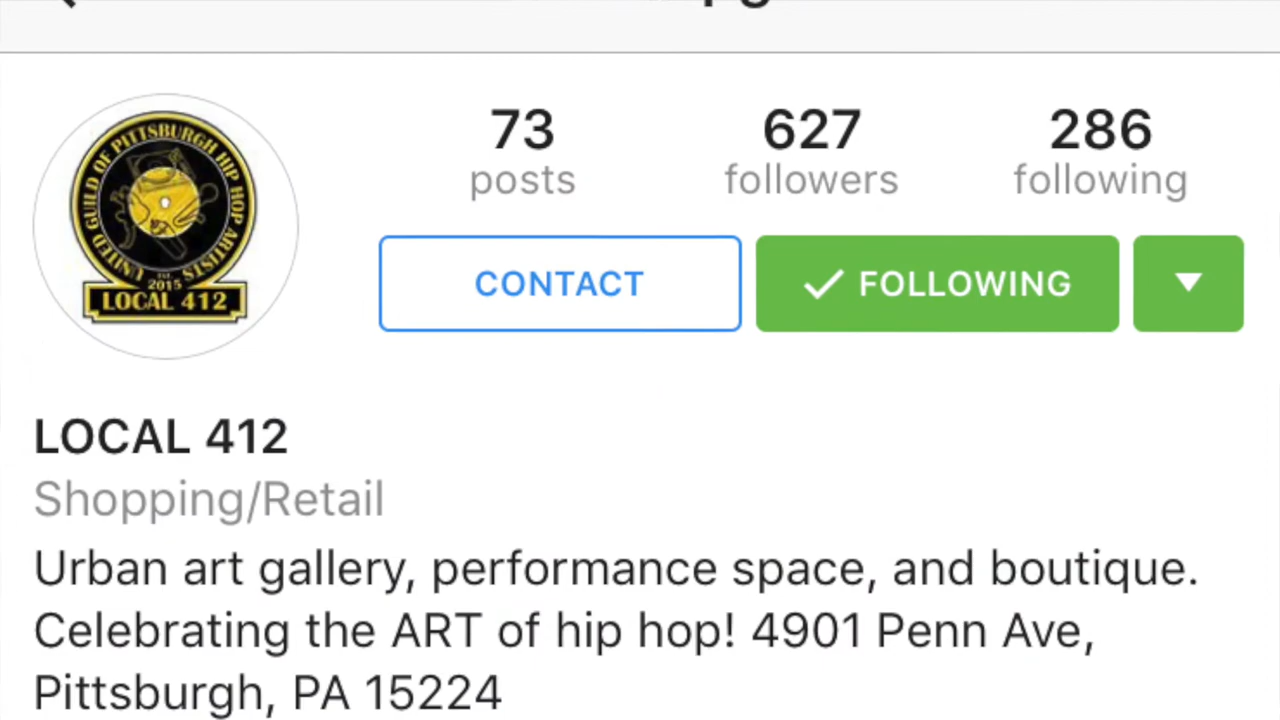 73 627 286
posts followers following
UNITED GUILD OF PITTSBURGH HIP HOP ARTISTS
EST.
2015
LOCAL 412
CONTACT FOLLOWING
LOCAL 412
Shopping/Retail
Urban art gallery, performance space, and boutique.
Celebrating the ART of hip hop! 4901 Penn Ave,
Pittsburgh, PA 15224